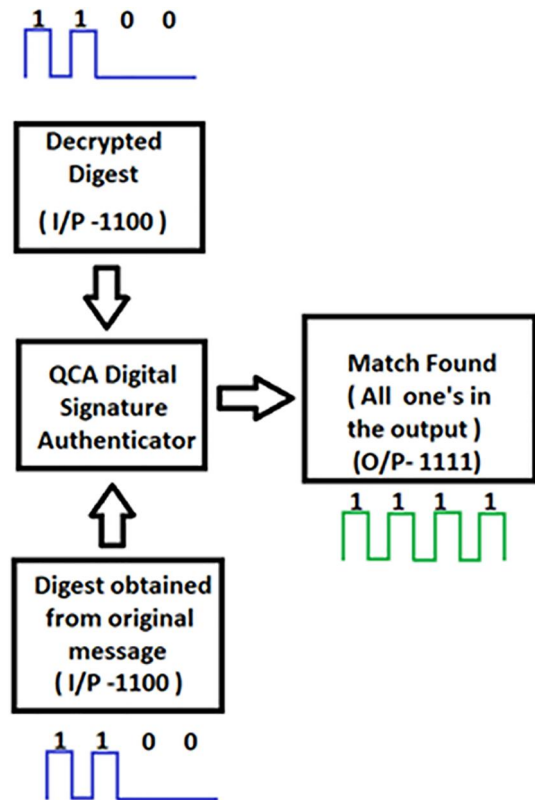 1 1 0 0
Decrypted
Digest
( I/P -1100 )
QCA Digital
Signature
Authenticator
Match Found
( All one's in
the output )
(O/P- 1111)
1 1 1 1
Digest obtained
from original
message
( I/P -1100 )
1 1 0 0